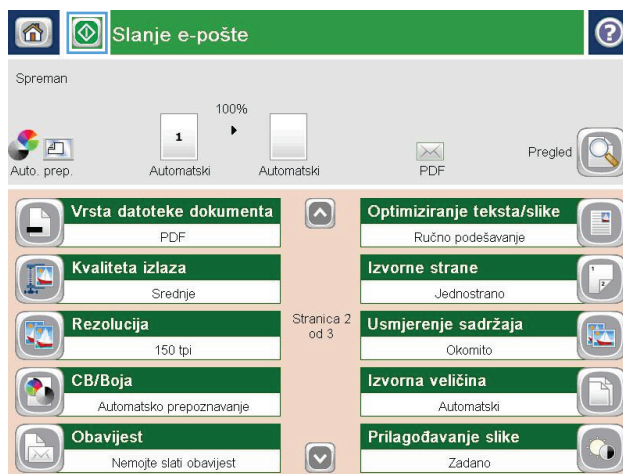 Slanje e-pošte
Spreman
100%
1
Auto. prep.
Automatski
Automatski
PDF
Pregled
Vrsta datoteke dokumenta
PDF
Optimiziranje teksta/slike
Ručno podešavanje
Kvaliteta izlaza
Srednje
Izvorne strane
Jednostrano
Rezolucija
150 tpi
Stranica 2
od 3
Usmjerenje sadržaja
Okomito
CB/Boja
Automatsko prepoznavanje
Izvorna veličina
Automatski
Obavijest
Nemojte slati obavijest
Prilagođavanje slike
Zadano